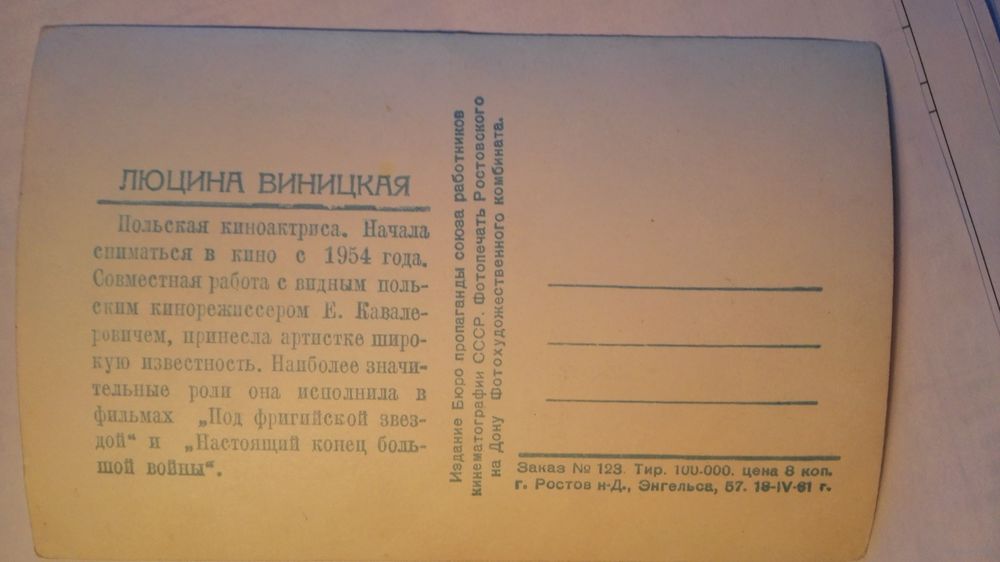 ЛЮЦИНА ВИНИЦКАЯ
Польская киноактриса. Начала
сниматься в кино с 1954 года.
Совместная работа с видным поль-
ским кинорежиссером Е. Кавале-
ровичем, принесла артистке широ-
кую известность. Наиболее значи-
тельные роли она исполнила в
фильмах „Под фригийской звез-
дой“ и „Настоящий конец боль-
шой войны“.
Издание Бюро пропаганды союза работников
кинематографии СССР. Фотопечать Ростовского
на Дону Фотохудожественного комбината.
Заказ № 123. Тир. 100-000. цена 8 коп.
г. Ростов н-Д., Энгельса, 57. 18-IV-61 г.